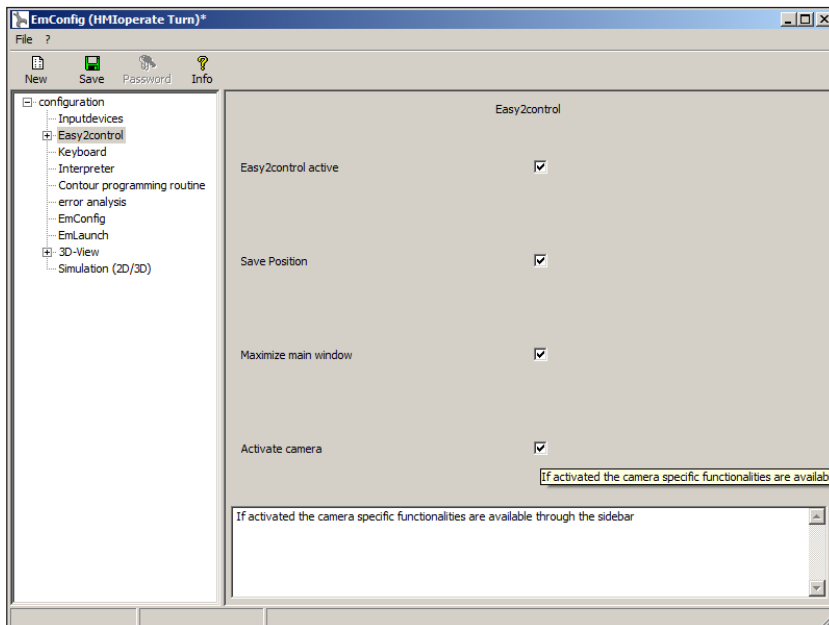 EmConfig (HMIoperate Turn)*
File ?
New Save Password Info
configuration
Inputdevices
Easy2control
Keyboard
Interpreter
Contour programming routine
error analysis
EmConfig
EmLaunch
3D-View
Simulation (2D/3D)
Easy2control
Easy2control active
Save Position
Maximize main window
Activate camera
If activated the camera specific functionalities are availab
If activated the camera specific functionalities are available through the sidebar